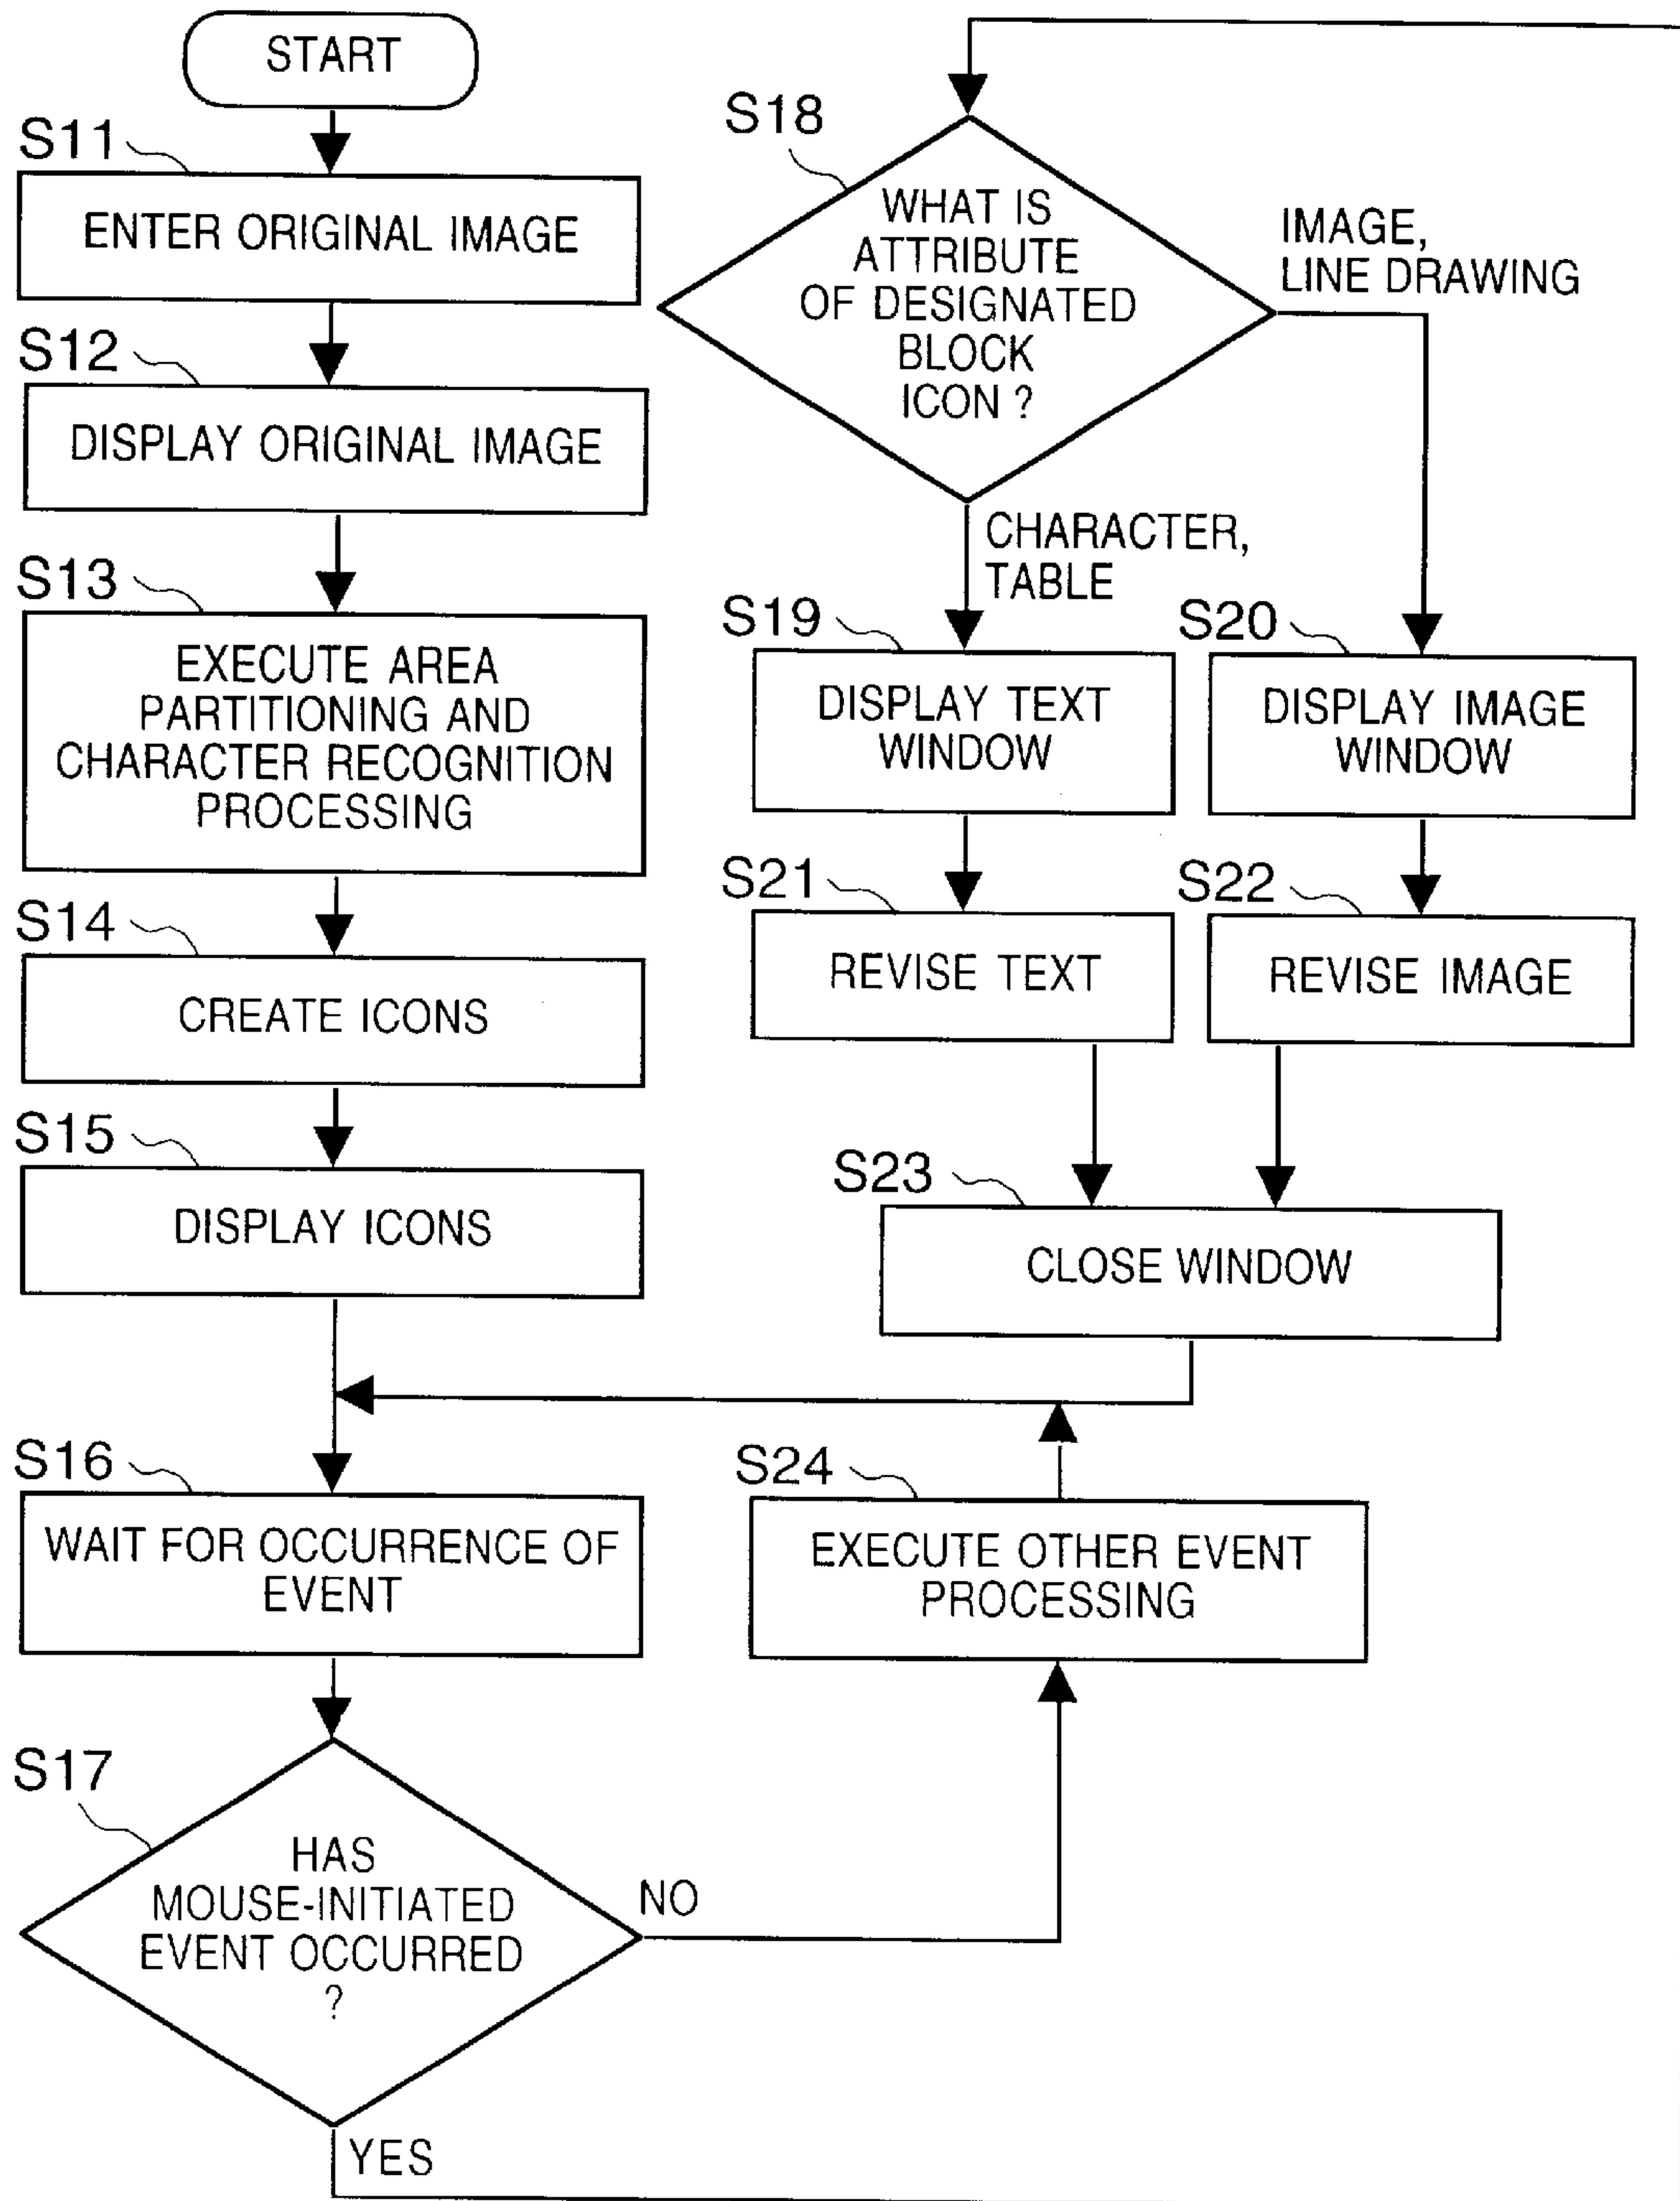 START
S11
ENTER ORIGINAL IMAGE
S12
DISPLAY ORIGINAL IMAGE
S13
EXECUTE AREA
PARTITIONING AND
CHARACTER RECOGNITION
PROCESSING
S14
CREATE ICONS
S15
DISPLAY ICONS
S16
WAIT FOR OCCURRENCE OF
EVENT
S17
HAS
MOUSE-INITIATED
EVENT OCCURRED
?
NO
YES
S18
WHAT IS
ATTRIBUTE
OF DESIGNATED
BLOCK
ICON ?
IMAGE,
LINE DRAWING
CHARACTER,
TABLE
S19
DISPLAY TEXT
WINDOW
S20
DISPLAY IMAGE
WINDOW
S21
REVISE TEXT
S22
REVISE IMAGE
S23
CLOSE WINDOW
S24
EXECUTE OTHER EVENT
PROCESSING